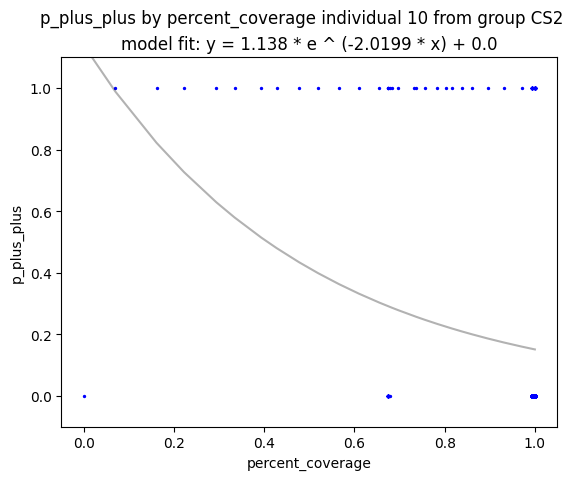 p_plus_plus by percent_coverage individual 10 from group CS2
model fit: y = 1.138 * e ^ (-2.0199 * x) + 0.0
1.0
0.8
0.6
0.4
0.2
0.0
p_plus_plus
0.0 0.2 0.4 0.6 0.8 1.0
percent_coverage